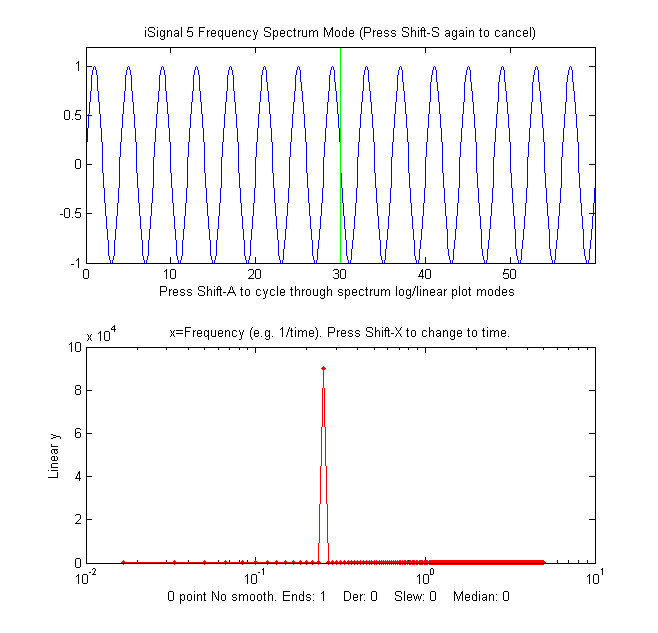 iSignal 5 Frequency Spectrum Mode (Press Shift-S again to cancel)
1
0.5
0
-0.5
-1
0 10 20 30 40 50
Press Shift-A to cycle through spectrum log/linear plot modes
x=Frequency (e.g. 1/time). Press Shift-X to change to time.
x 10^4
10
8
6
4
2
0
Linear y
10^-2 10^-1 10^0 10^1
0 point No smooth. Ends: 1 Der: 0 Slew: 0 Median: 0